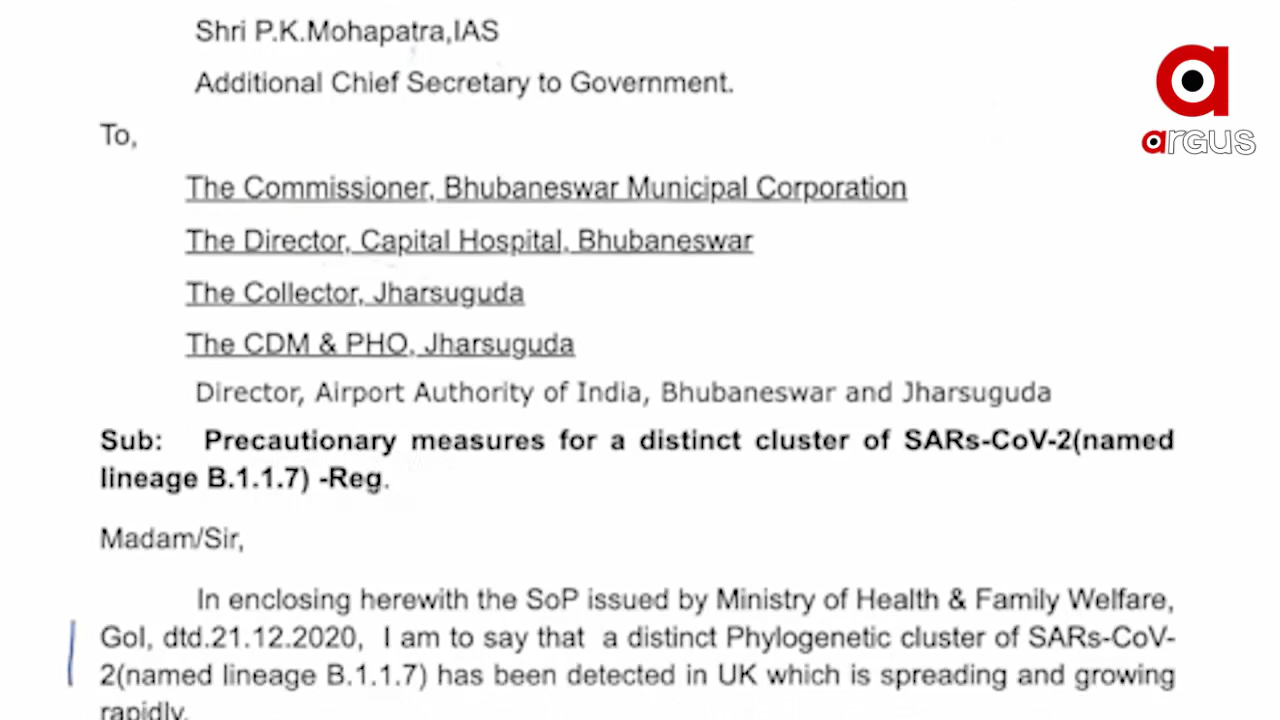 Shri P.K.Mohapatra,IAS
Additional Chief Secretary to Government.
To,
The Commissioner, Bhubaneswar Municipal Corporation
The Director, Capital Hospital, Bhubaneswar
The Collector, Jharsuguda
The CDM & PHO, Jharsuguda
Director, Airport Authority of India, Bhubaneswar and Jharsuguda
Sub: Precautionary measures for a distinct cluster of SARs-CoV-2(named
lineage B.1.1.7) -Reg.
Madam/Sir,
In enclosing herewith the SoP issued by Ministry of Health & Family Welfare,
GoI, dtd.21.12.2020, I am to say that a distinct Phylogenetic cluster of SARs-CoV-
2(named lineage B.1.1.7) has been detected in UK which is spreading and growing
rapidly.
a
argus